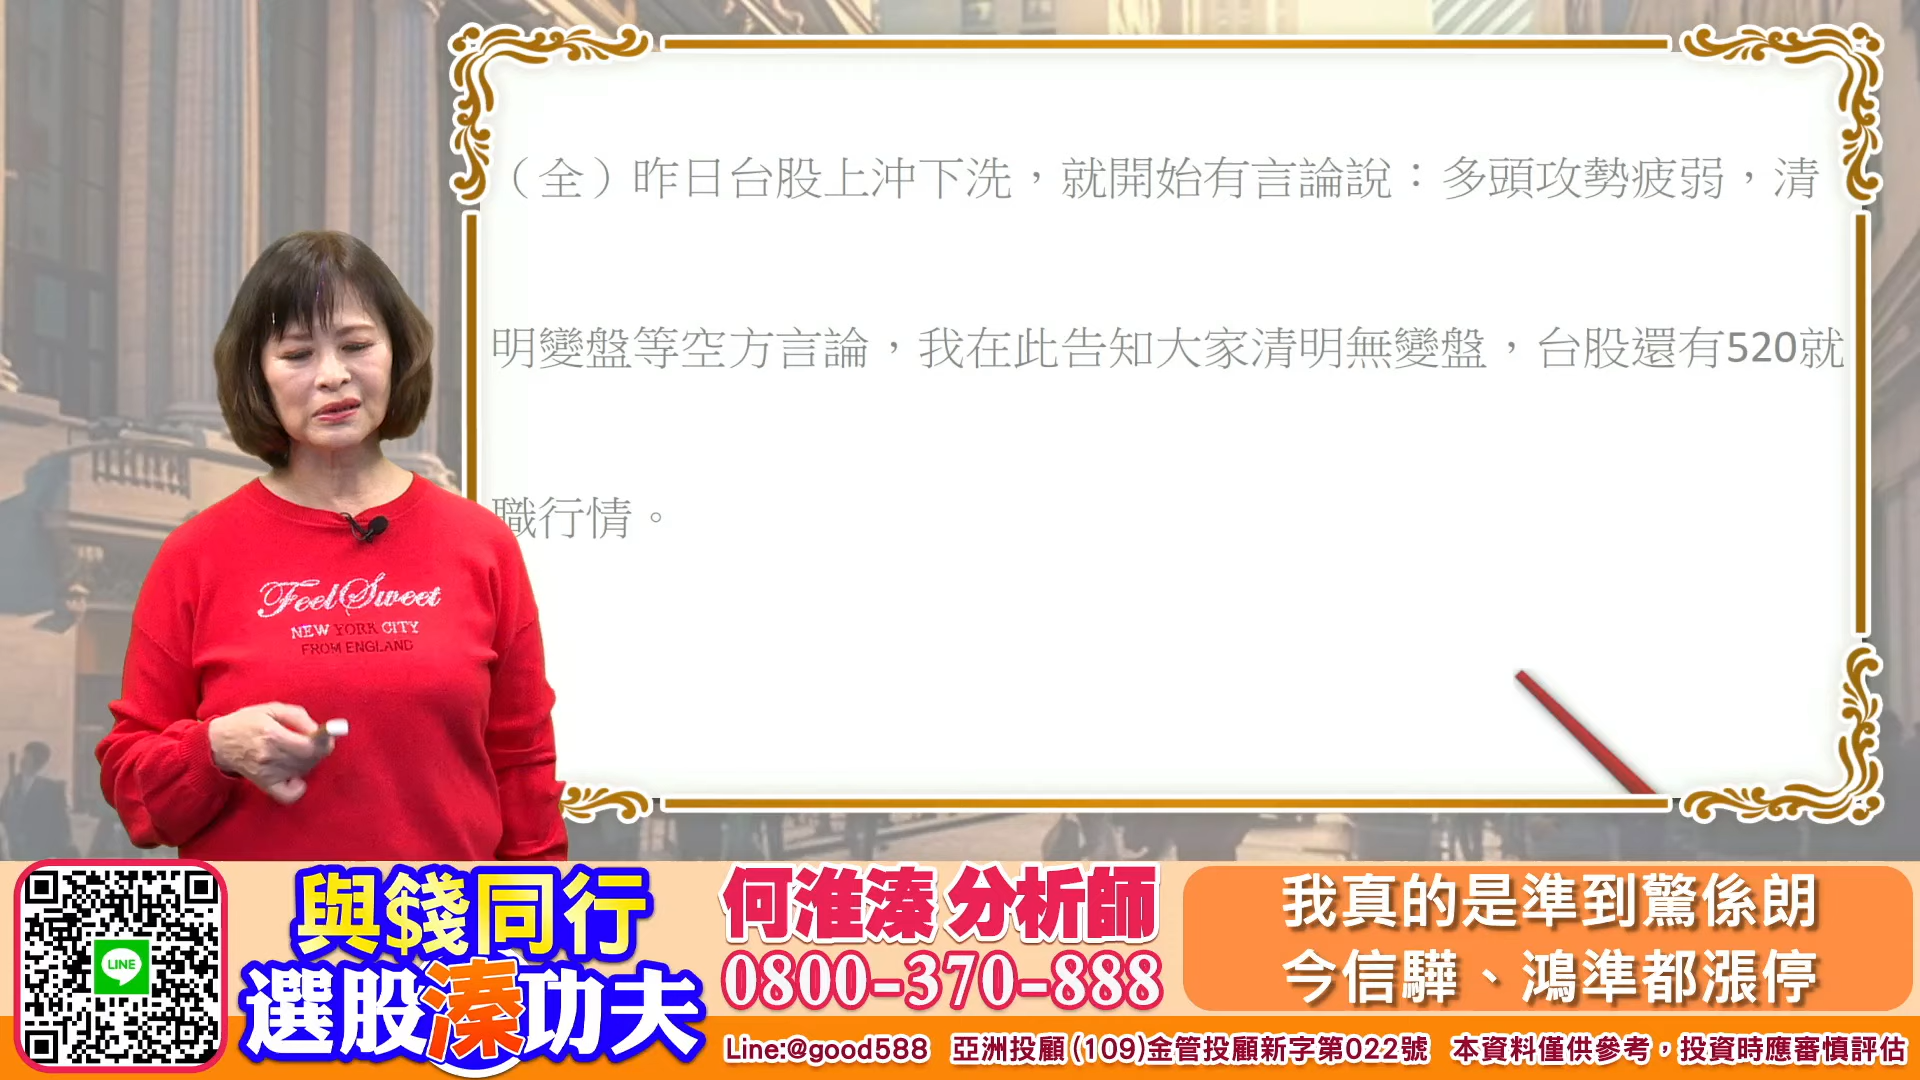 （全）昨日台股上沖下洗，就開始有言論說：多頭攻勢疲弱，清
明變盤等空方言論，我在此告知大家清明無變盤，台股還有520就
職行情。
Feel Sweet
NEW YORK CITY
FROM ENGLAND
LINE
與錢同行
選股溱功夫
何淮溱 分析師
0800-370-888
我真的是準到驚係朗
今信驊、鴻準都漲停
Line:@good588 亞洲投顧 (109)金管投顧新字第022號 本資料僅供參考，投資時應審慎評估